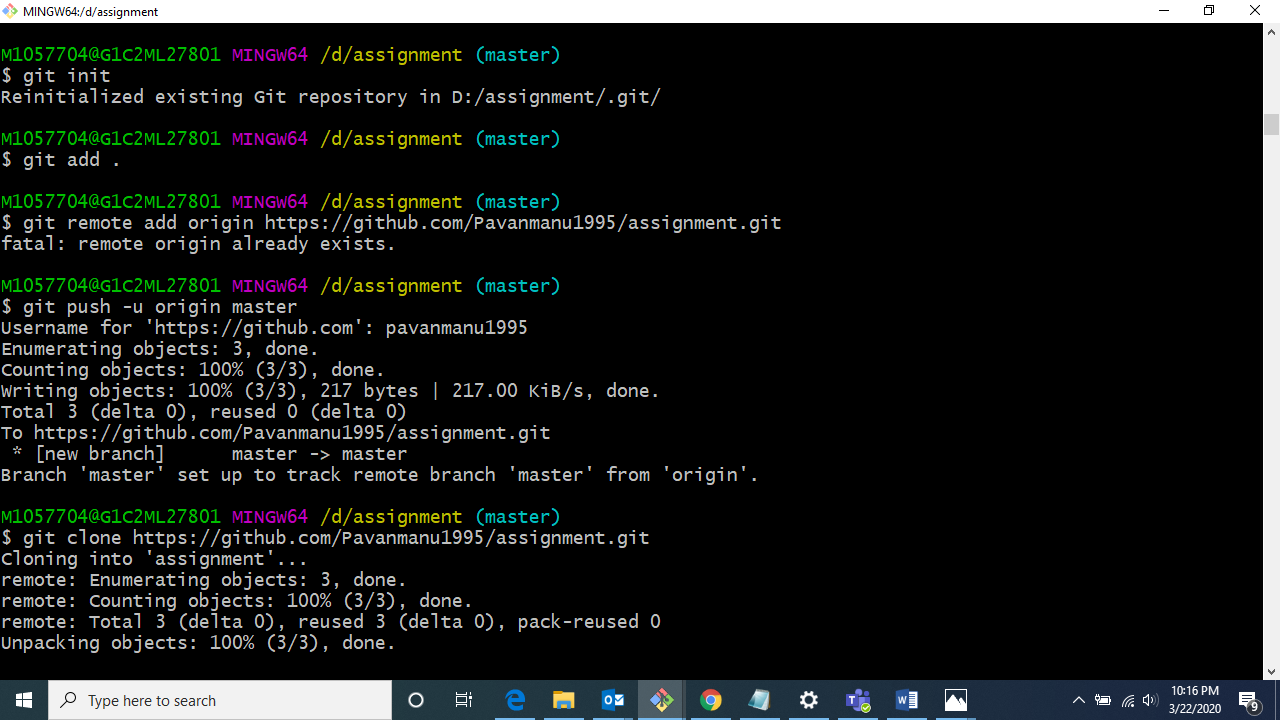 MINGW64:/d/assignment
M1057704@G1C2ML27801 MINGW64 /d/assignment (master)
$ git init
Reinitialized existing Git repository in D:/assignment/.git/
M1057704@G1C2ML27801 MINGW64 /d/assignment (master)
$ git add .
M1057704@G1C2ML27801 MINGW64 /d/assignment (master)
$ git remote add origin https://github.com/Pavanmanu1995/assignment.git
fatal: remote origin already exists.
M1057704@G1C2ML27801 MINGW64 /d/assignment (master)
$ git push -u origin master
Username for 'https://github.com': pavanmanu1995
Enumerating objects: 3, done.
Counting objects: 100% (3/3), done.
Writing objects: 100% (3/3), 217 bytes | 217.00 KiB/s, done.
Total 3 (delta 0), reused 0 (delta 0)
To https://github.com/Pavanmanu1995/assignment.git
 * [new branch]      master -> master
Branch 'master' set up to track remote branch 'master' from 'origin'.
M1057704@G1C2ML27801 MINGW64 /d/assignment (master)
$ git clone https://github.com/Pavanmanu1995/assignment.git
Cloning into 'assignment'...
remote: Enumerating objects: 3, done.
remote: Counting objects: 100% (3/3), done.
remote: Total 3 (delta 0), reused 3 (delta 0), pack-reused 0
Unpacking objects: 100% (3/3), done.
Type here to search
10:16 PM
3/22/2020
9